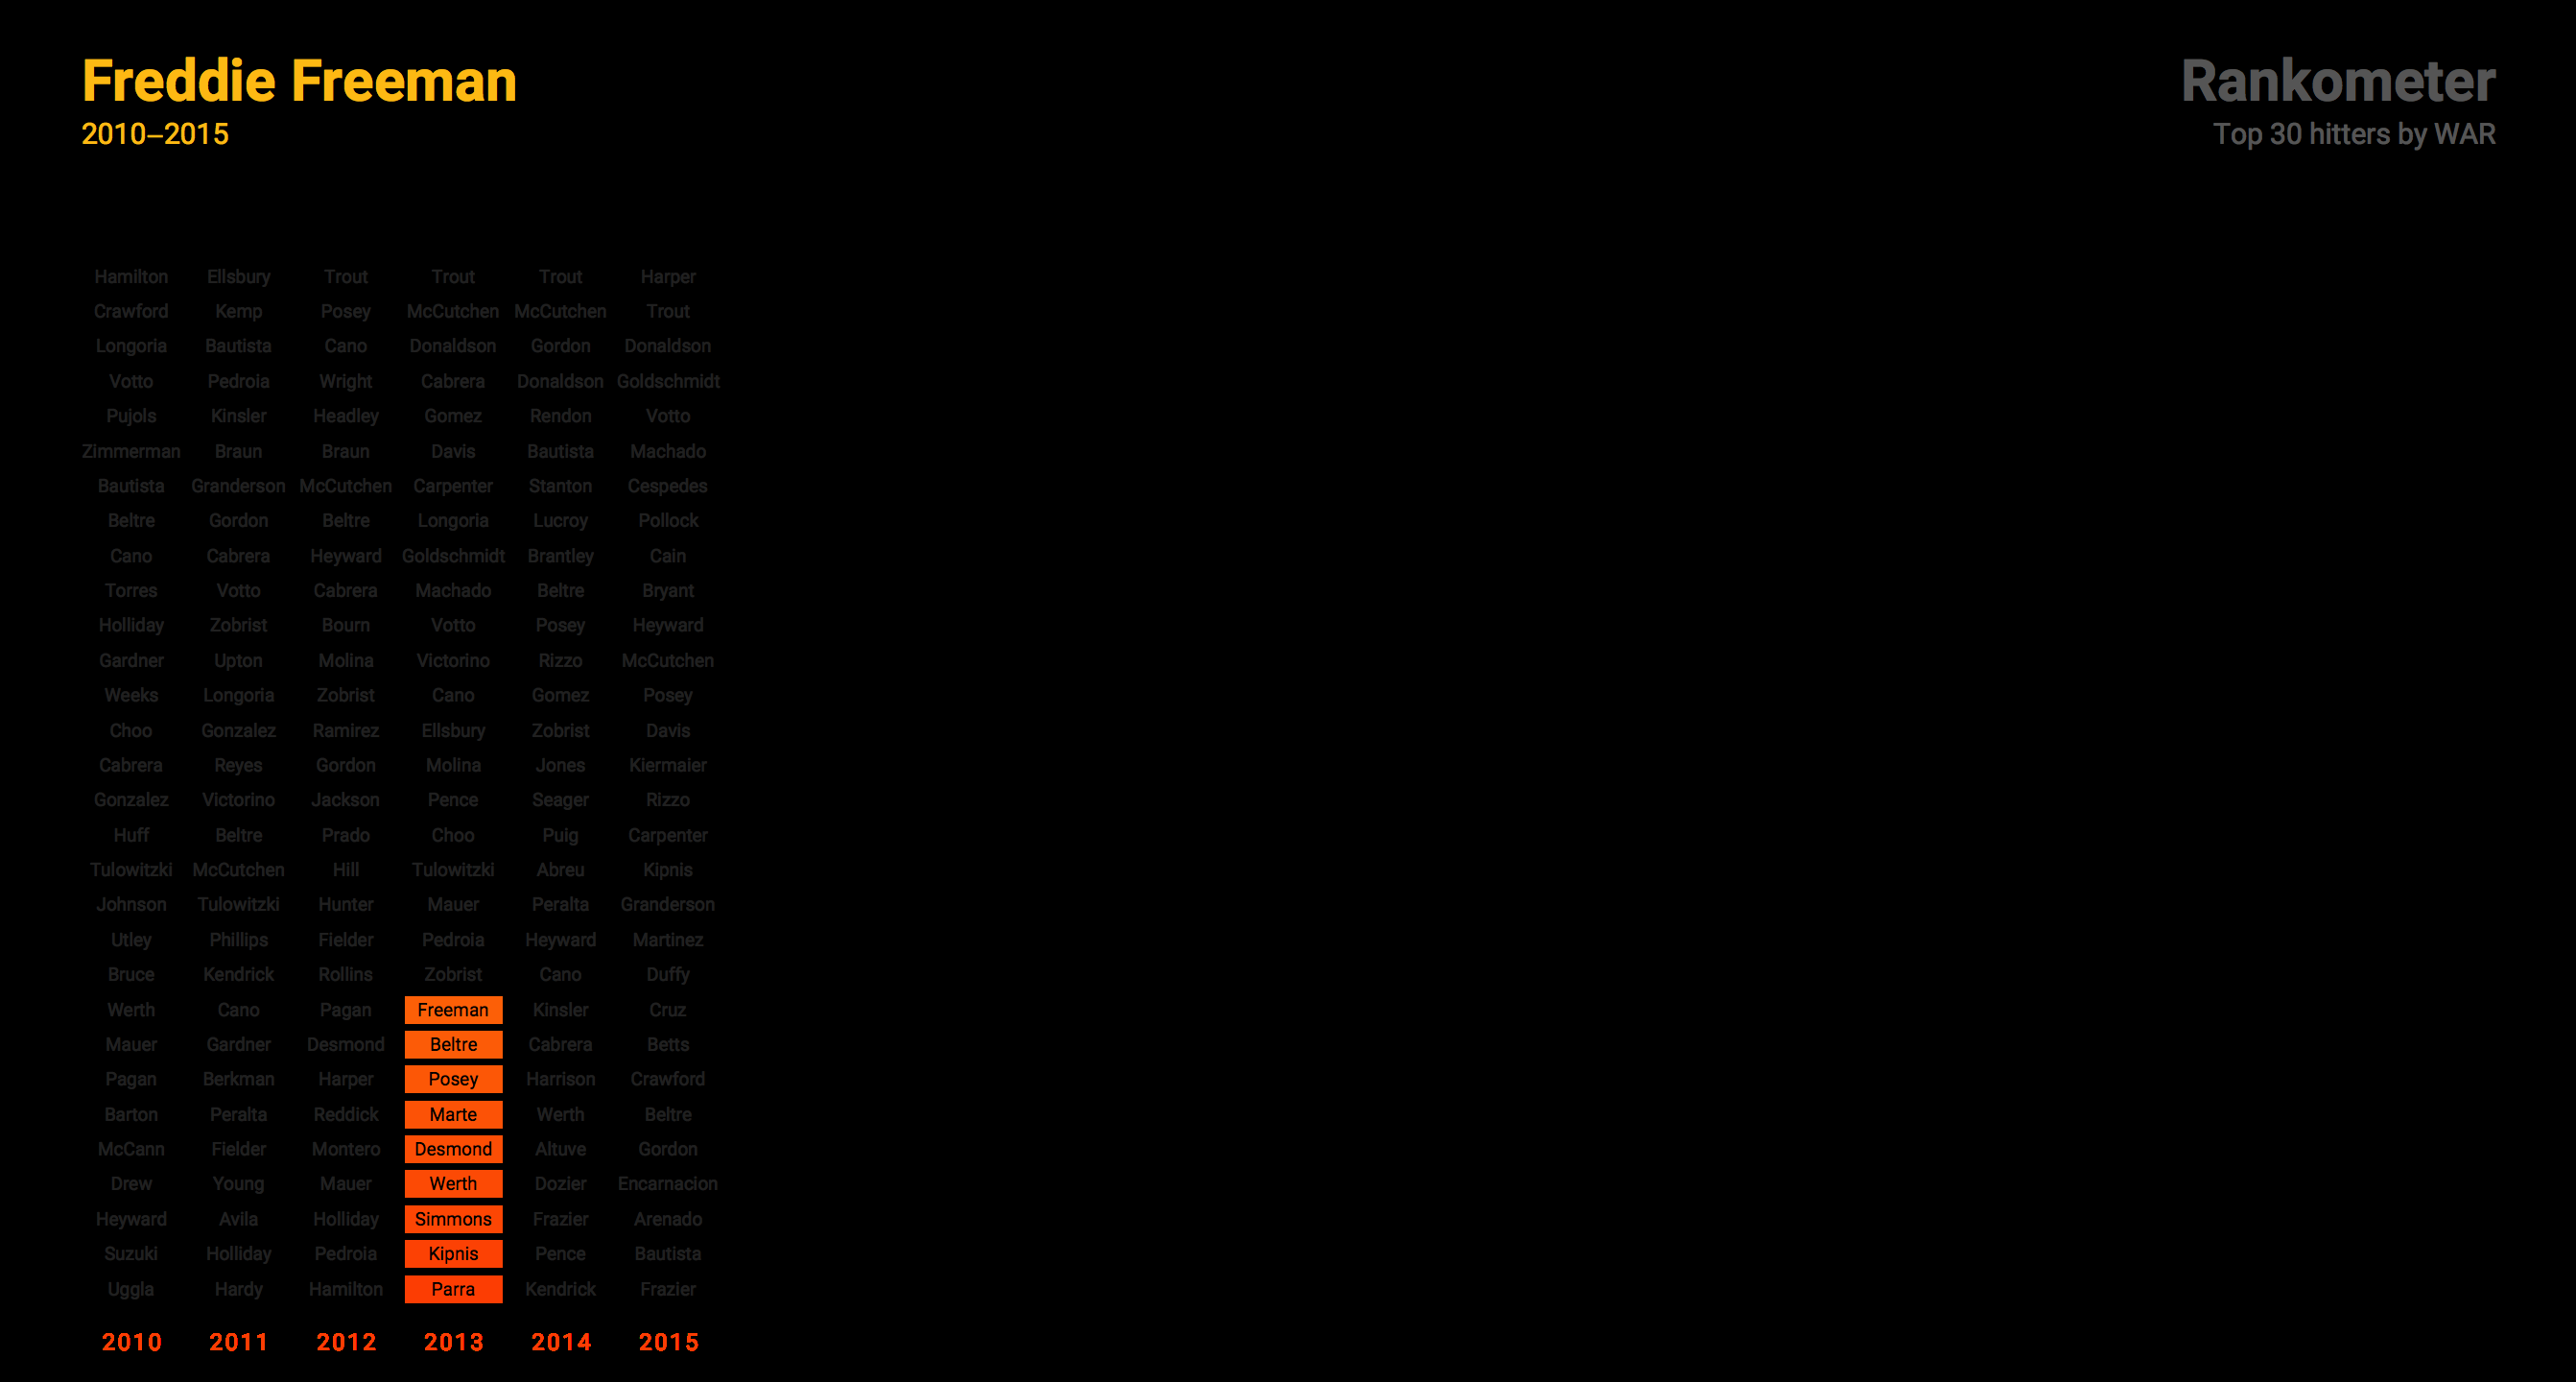 Freddie Freeman
2010–2015
Rankometer
Top 30 hitters by WAR
Hamilton Ellsbury Trout Trout Trout Harper
Crawford Kemp Posey McCutchen McCutchen Trout
Longoria Bautista Cano Donaldson Gordon Donaldson
Votto Pedroia Wright Cabrera Donaldson Goldschmidt
Pujols Kinsler Headley Gomez Rendon Votto
Zimmerman Braun Braun Davis Bautista Machado
Bautista Granderson McCutchen Carpenter Stanton Cespedes
Beltre Gordon Beltre Longoria Lucroy Pollock
Cano Cabrera Heyward Goldschmidt Brantley Cain
Torres Votto Cabrera Machado Beltre Bryant
Holliday Zobrist Bourn Votto Posey Heyward
Gardner Upton Molina Victorino Rizzo McCutchen
Weeks Longoria Zobrist Cano Gomez Posey
Choo Gonzalez Ramirez Ellsbury Zobrist Davis
Cabrera Reyes Gordon Molina Jones Kiermaier
Gonzalez Victorino Jackson Pence Seager Rizzo
Huff Beltre Prado Choo Puig Carpenter
Tulowitzki McCutchen Hill Tulowitzki Abreu Kipnis
Johnson Tulowitzki Hunter Mauer Peralta Granderson
Utley Phillips Fielder Pedroia Heyward Martinez
Bruce Kendrick Rollins Zobrist Cano Duffy
Werth Cano Pagan Freeman Kinsler Cruz
Mauer Gardner Desmond Beltre Cabrera Betts
Pagan Berkman Harper Posey Harrison Crawford
Barton Peralta Reddick Marte Werth Beltre
McCann Fielder Montero Desmond Altuve Gordon
Drew Young Mauer Werth Dozier Encarnacion
Heyward Avila Holliday Simmons Frazier Arenado
Suzuki Holliday Pedroia Kipnis Pence Bautista
Uggla Hardy Hamilton Parra Kendrick Frazier
2010 2011 2012 2013 2014 2015